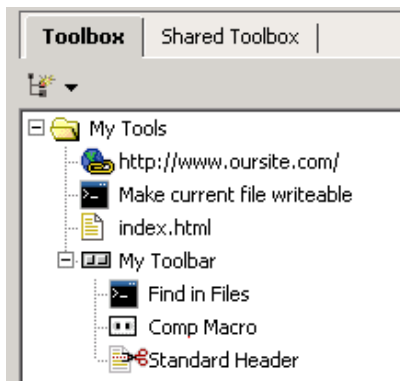 Toolbox Shared Toolbox
My Tools
http://www.oursite.com/
Make current file writeable
index.html
My Toolbar
Find in Files
Comp Macro
Standard Header